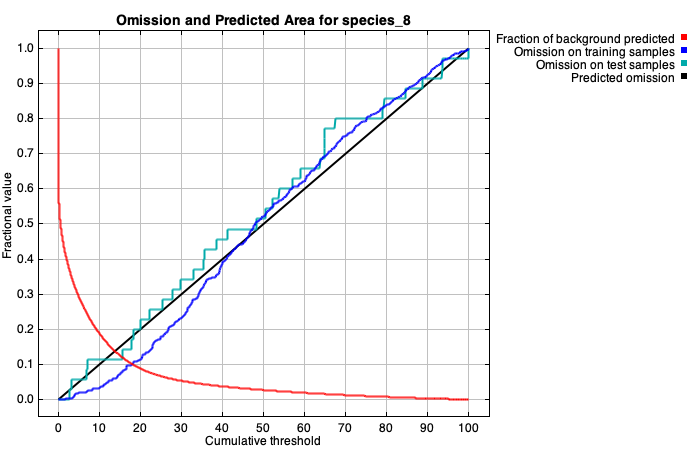 Omission and Predicted Area for species_8
Fraction of background predicted
Omission on training samples
Omission on test samples
Predicted omission
Fractional value
1.0
0.9
0.8
0.7
0.6
0.5
0.4
0.3
0.2
0.1
0.0
0 10 20 30 40 50 60 70 80 90 100
Cumulative threshold